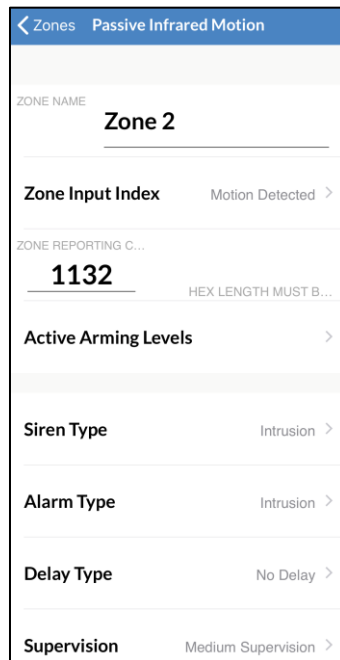 Zones Passive Infrared Motion
ZONE NAME
Zone 2
Zone Input Index Motion Detected
ZONE REPORTING C...
1132
HEX LENGTH MUST B...
Active Arming Levels
Siren Type Intrusion
Alarm Type Intrusion
Delay Type No Delay
Supervision Medium Supervision